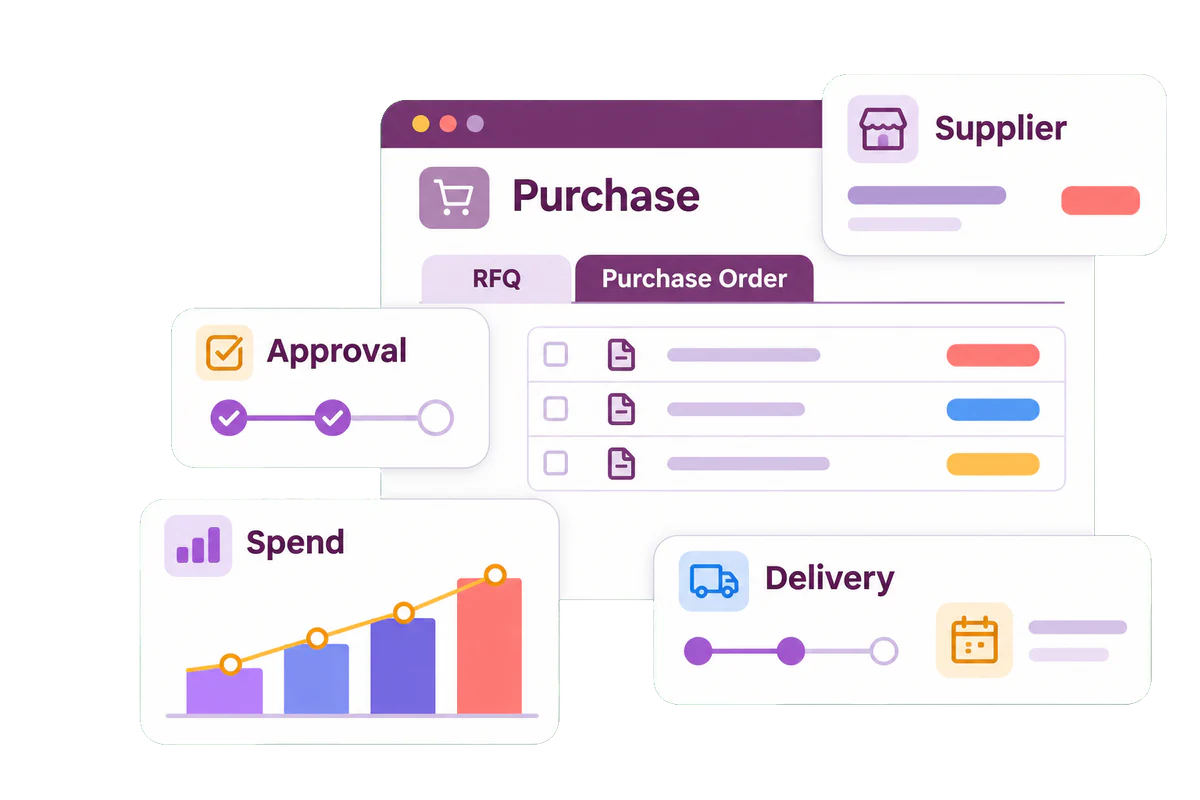 Supplier
Purchase
RFQ
Purchase Order
Approval
Spend
Delivery